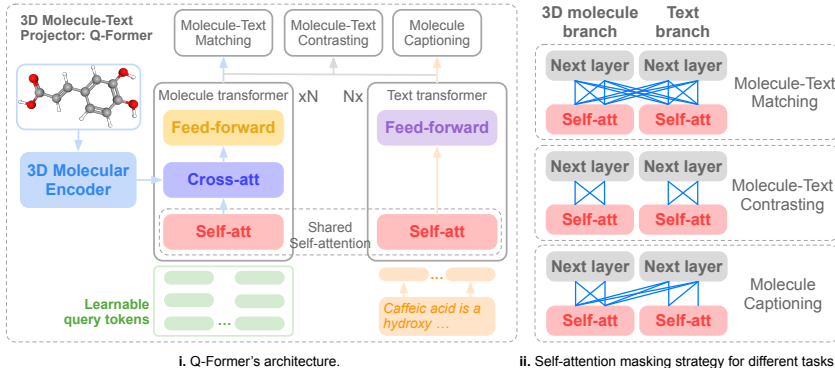 3D Molecule-Text
Projector: Q-Former
Molecule-Text
Matching
Molecule-Text
Contrasting
Molecule
Captioning
Molecule transformer
xN
Nx
Text transformer
Feed-forward
Feed-forward
3D Molecular
Encoder
Cross-att
Self-att
Shared
Self-attention
Self-att
Learnable
query tokens
...
...
Caffeic acid is a
hydroxy ...
i. Q-Former's architecture.
3D molecule
branch
Text
branch
Next layer
Next layer
Self-att
Self-att
Molecule-Text
Matching
Next layer
Next layer
Self-att
Self-att
Molecule-Text
Contrasting
Next layer
Next layer
Self-att
Self-att
Molecule
Captioning
ii. Self-attention masking strategy for different tasks